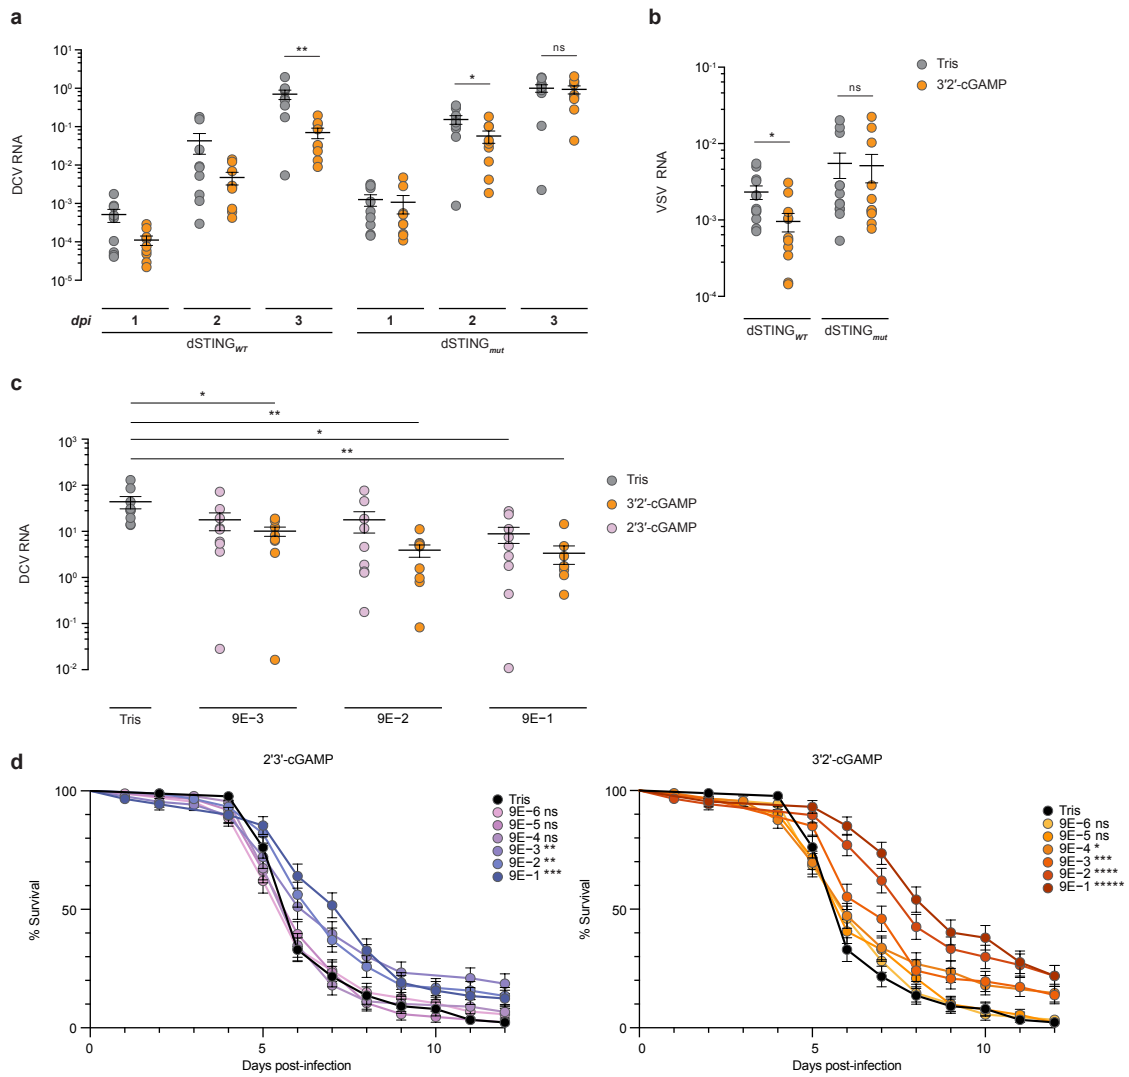 a
b
DCV RNA
10¹
10⁰
10⁻¹
10⁻²
10⁻³
10⁻⁴
10⁻⁵
**
*
ns
dpi
1 2 3 1 2 3
dSTINGWT dSTINGmut
VSV RNA
10⁻¹
10⁻²
10⁻³
10⁻⁴
*
ns
dSTINGWT dSTINGmut
Tris
3'2'-cGAMP
c
*
**
*
**
DCV RNA
10³
10²
10¹
10⁰
10⁻¹
10⁻²
Tris 9E−3 9E−2 9E−1
Tris
3'2'-cGAMP
2'3'-cGAMP
d
2'3'-cGAMP
% Survival
100
50
0
0 5 10
Days post-infection
Tris
9E−6 ns
9E−5 ns
9E−4 ns
9E−3 **
9E−2 **
9E−1 ***
3'2'-cGAMP
% Survival
100
50
0
0 5 10
Days post-infection
Tris
9E−6 ns
9E−5 ns
9E−4 *
9E−3 ***
9E−2 ****
9E−1 *****